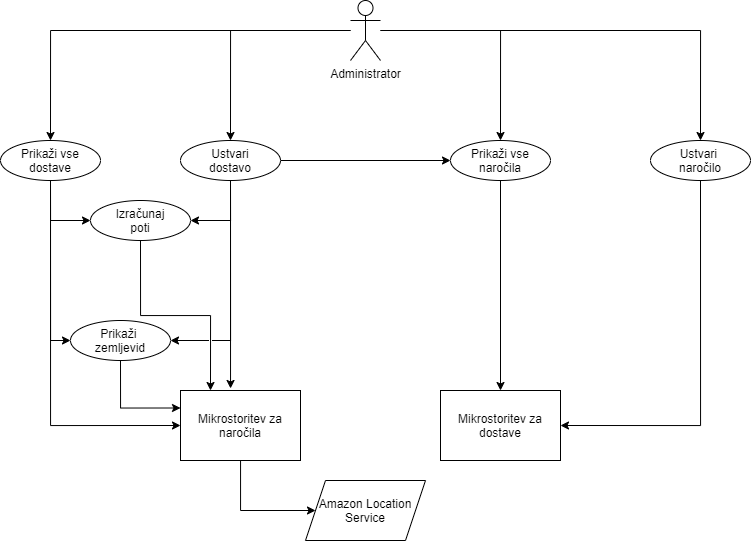 Administrator
Prikaži vse
dostave
Ustvari
dostavo
Prikaži vse
naročila
Ustvari
naročilo
Izračunaj
poti
Prikaži
zemljevid
Mikrostoritev za
naročila
Mikrostoritev za
dostave
Amazon Location
Service